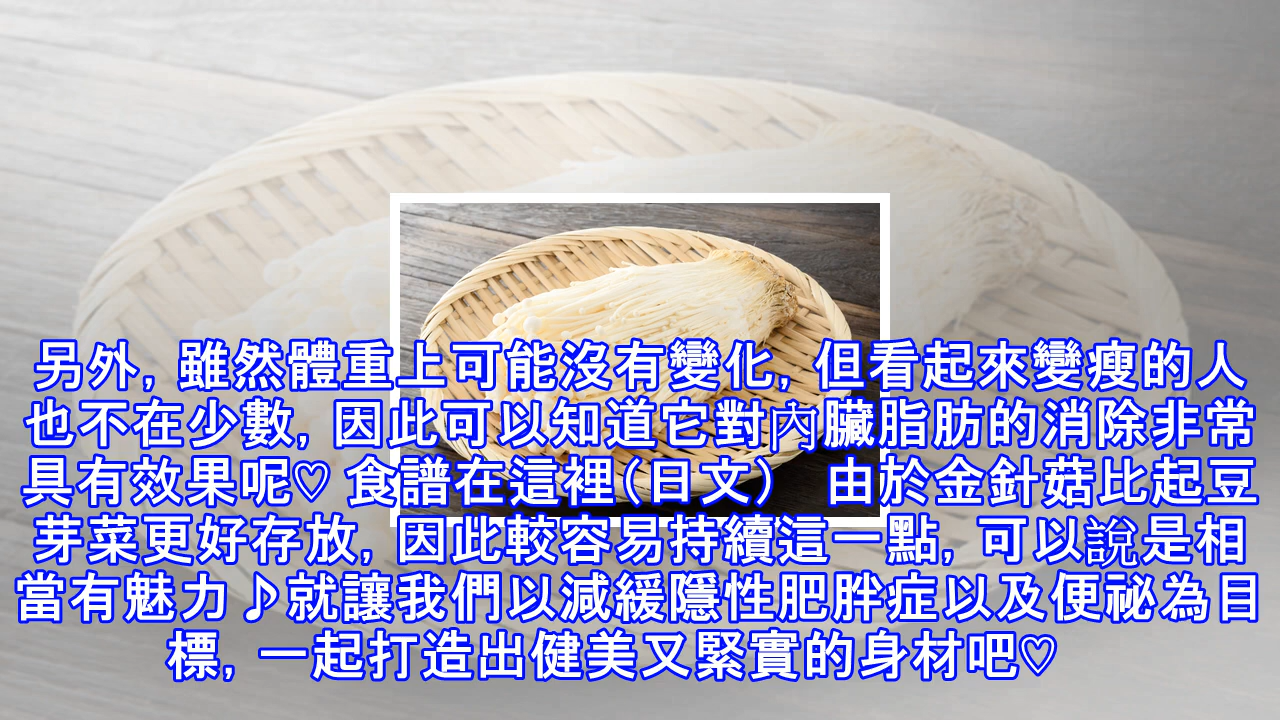 另外, 雖然體重上可能沒有變化, 但看起來變瘦的人
也不在少數, 因此可以知道它對內臟脂肪的消除非常
具有效果呢♡ 食譜在這裡(日文) 由於金針菇比起豆
芽菜更好存放, 因此較容易持續這一點, 可以說是相
當有魅力♪就讓我們以減緩隱性肥胖症以及便祕為目
標, 一起打造出健美又緊實的身材吧♡